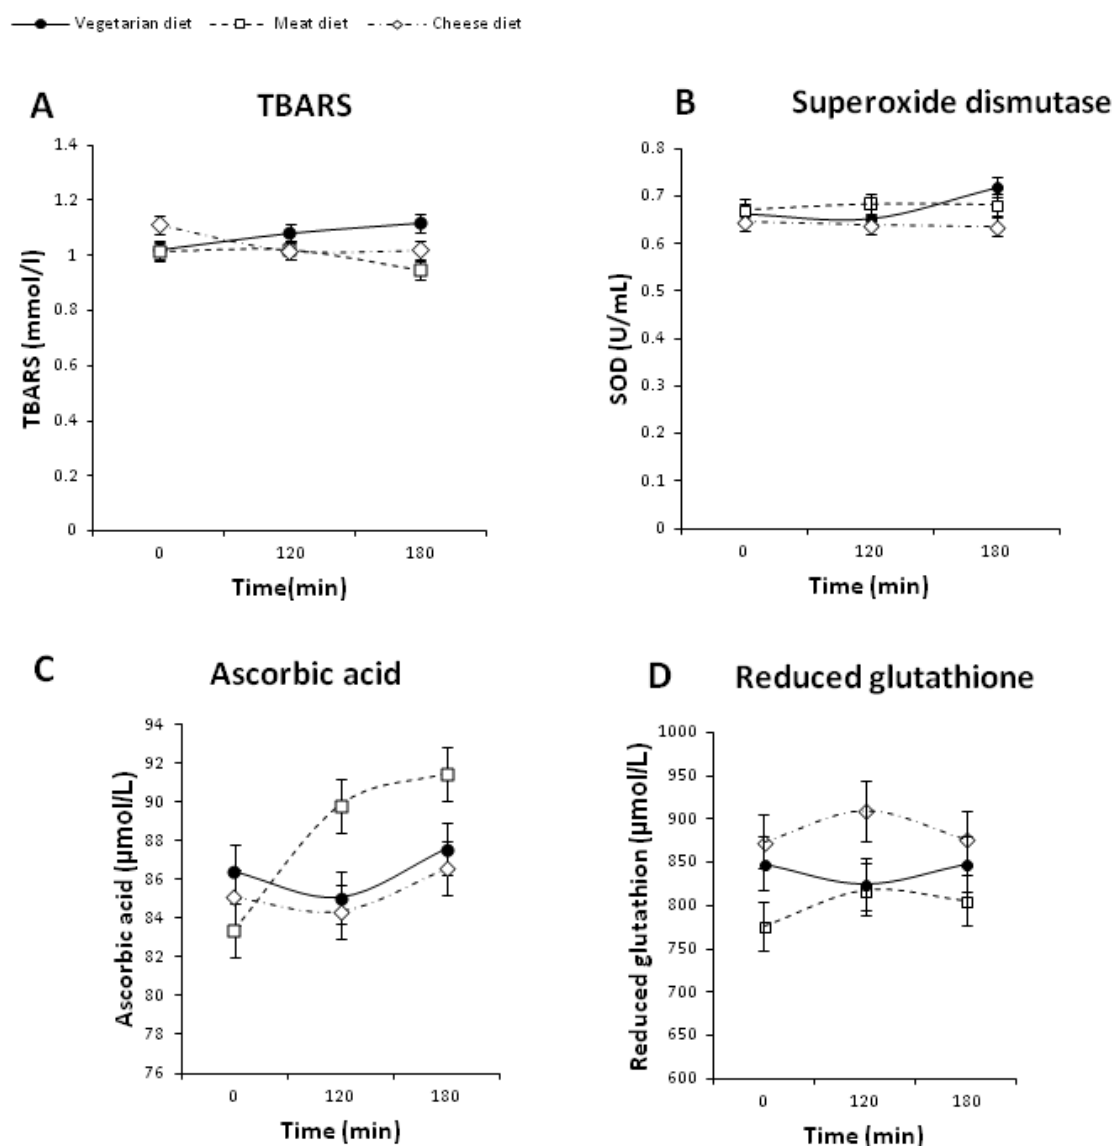 Vegetarian diet Meat diet Cheese diet
A TBARS
1.4
1.2
1
0.8
0.6
0.4
0.2
0
TBARS (mmol/l)
0 120 180
Time(min)
B Superoxide dismutase
0.8
0.7
0.6
0.5
0.4
0.3
0.2
0.1
0
SOD (U/mL)
0 120 180
Time (min)
C Ascorbic acid
94
92
90
88
86
84
82
80
78
76
Ascorbic acid (µmol/L)
0 120 180
Time (min)
D Reduced glutathione
1000
950
900
850
800
750
700
650
600
Reduced glutathion (µmol/L)
0 120 180
Time (min)